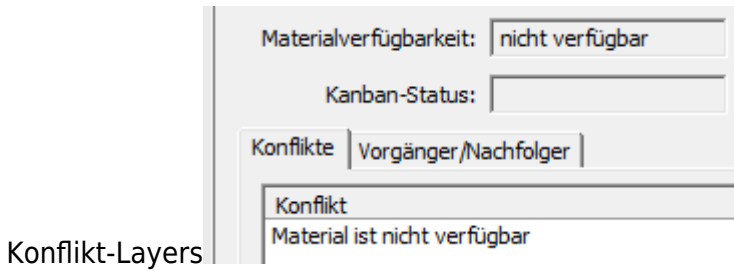 Materialverfügbarkeit: nicht verfügbar
Kanban-Status:
Konflikte Vorgänger/Nachfolger
Konflikt
Material ist nicht verfügbar
Konflikt-Layers